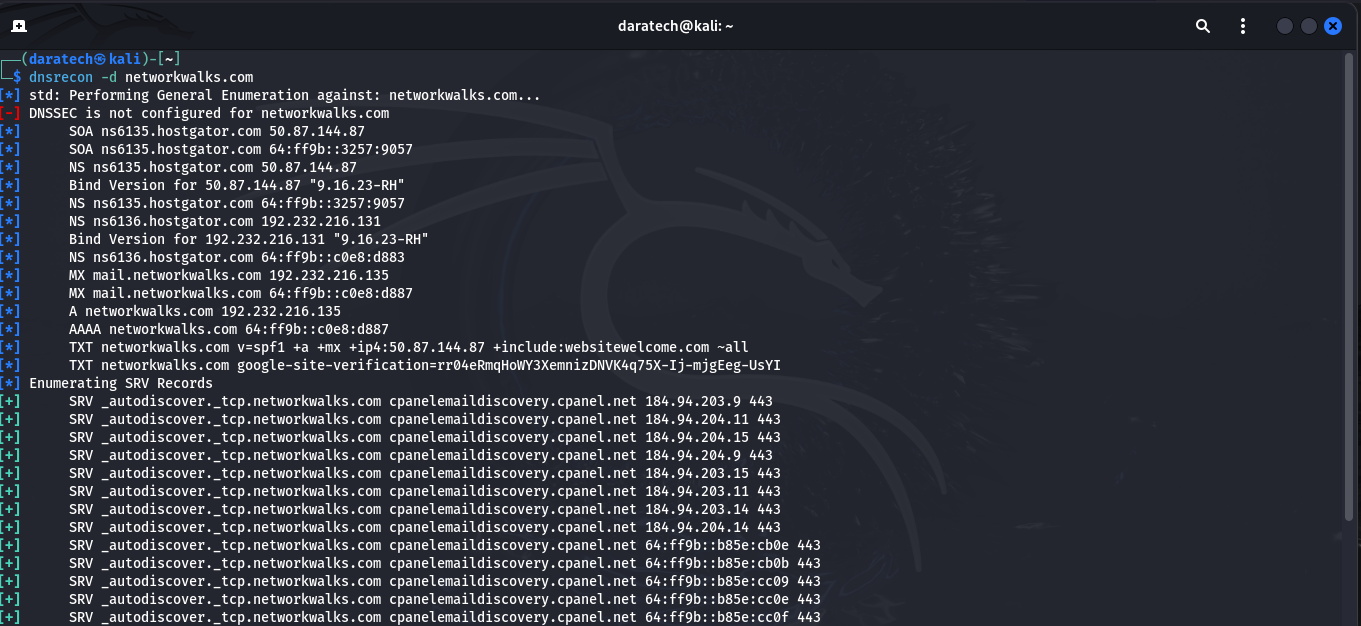 daratech@kali: ~
┌──(daratech㉿kali)-[~]
└─$ dnsrecon -d networkwalks.com
[*] std: Performing General Enumeration against: networkwalks.com...
[-] DNSSEC is not configured for networkwalks.com
[*]      SOA ns6135.hostgator.com 50.87.144.87
[*]      SOA ns6135.hostgator.com 64:ff9b::3257:9057
[*]      NS ns6135.hostgator.com 50.87.144.87
[*]      Bind Version for 50.87.144.87 "9.16.23-RH"
[*]      NS ns6135.hostgator.com 64:ff9b::3257:9057
[*]      NS ns6136.hostgator.com 192.232.216.131
[*]      Bind Version for 192.232.216.131 "9.16.23-RH"
[*]      NS ns6136.hostgator.com 64:ff9b::c0e8:d883
[*]      MX mail.networkwalks.com 192.232.216.135
[*]      MX mail.networkwalks.com 64:ff9b::c0e8:d887
[*]      A networkwalks.com 192.232.216.135
[*]      AAAA networkwalks.com 64:ff9b::c0e8:d887
[*]      TXT networkwalks.com v=spf1 +a +mx +ip4:50.87.144.87 +include:websitewelcome.com ~all
[*]      TXT networkwalks.com google-site-verification=rr04eRmqHoWY3XemnizDNVK4q75X-Ij-mjgEeg-UsYI
[*] Enumerating SRV Records
[+]      SRV _autodiscover._tcp.networkwalks.com cpanelemaildiscovery.cpanel.net 184.94.203.9 443
[+]      SRV _autodiscover._tcp.networkwalks.com cpanelemaildiscovery.cpanel.net 184.94.204.11 443
[+]      SRV _autodiscover._tcp.networkwalks.com cpanelemaildiscovery.cpanel.net 184.94.204.15 443
[+]      SRV _autodiscover._tcp.networkwalks.com cpanelemaildiscovery.cpanel.net 184.94.204.9 443
[+]      SRV _autodiscover._tcp.networkwalks.com cpanelemaildiscovery.cpanel.net 184.94.203.15 443
[+]      SRV _autodiscover._tcp.networkwalks.com cpanelemaildiscovery.cpanel.net 184.94.203.11 443
[+]      SRV _autodiscover._tcp.networkwalks.com cpanelemaildiscovery.cpanel.net 184.94.203.14 443
[+]      SRV _autodiscover._tcp.networkwalks.com cpanelemaildiscovery.cpanel.net 184.94.204.14 443
[+]      SRV _autodiscover._tcp.networkwalks.com cpanelemaildiscovery.cpanel.net 64:ff9b::b85e:cb0e 443
[+]      SRV _autodiscover._tcp.networkwalks.com cpanelemaildiscovery.cpanel.net 64:ff9b::b85e:cb0b 443
[+]      SRV _autodiscover._tcp.networkwalks.com cpanelemaildiscovery.cpanel.net 64:ff9b::b85e:cc09 443
[+]      SRV _autodiscover._tcp.networkwalks.com cpanelemaildiscovery.cpanel.net 64:ff9b::b85e:cc0e 443
[+]      SRV _autodiscover._tcp.networkwalks.com cpanelemaildiscovery.cpanel.net 64:ff9b::b85e:cc0f 443